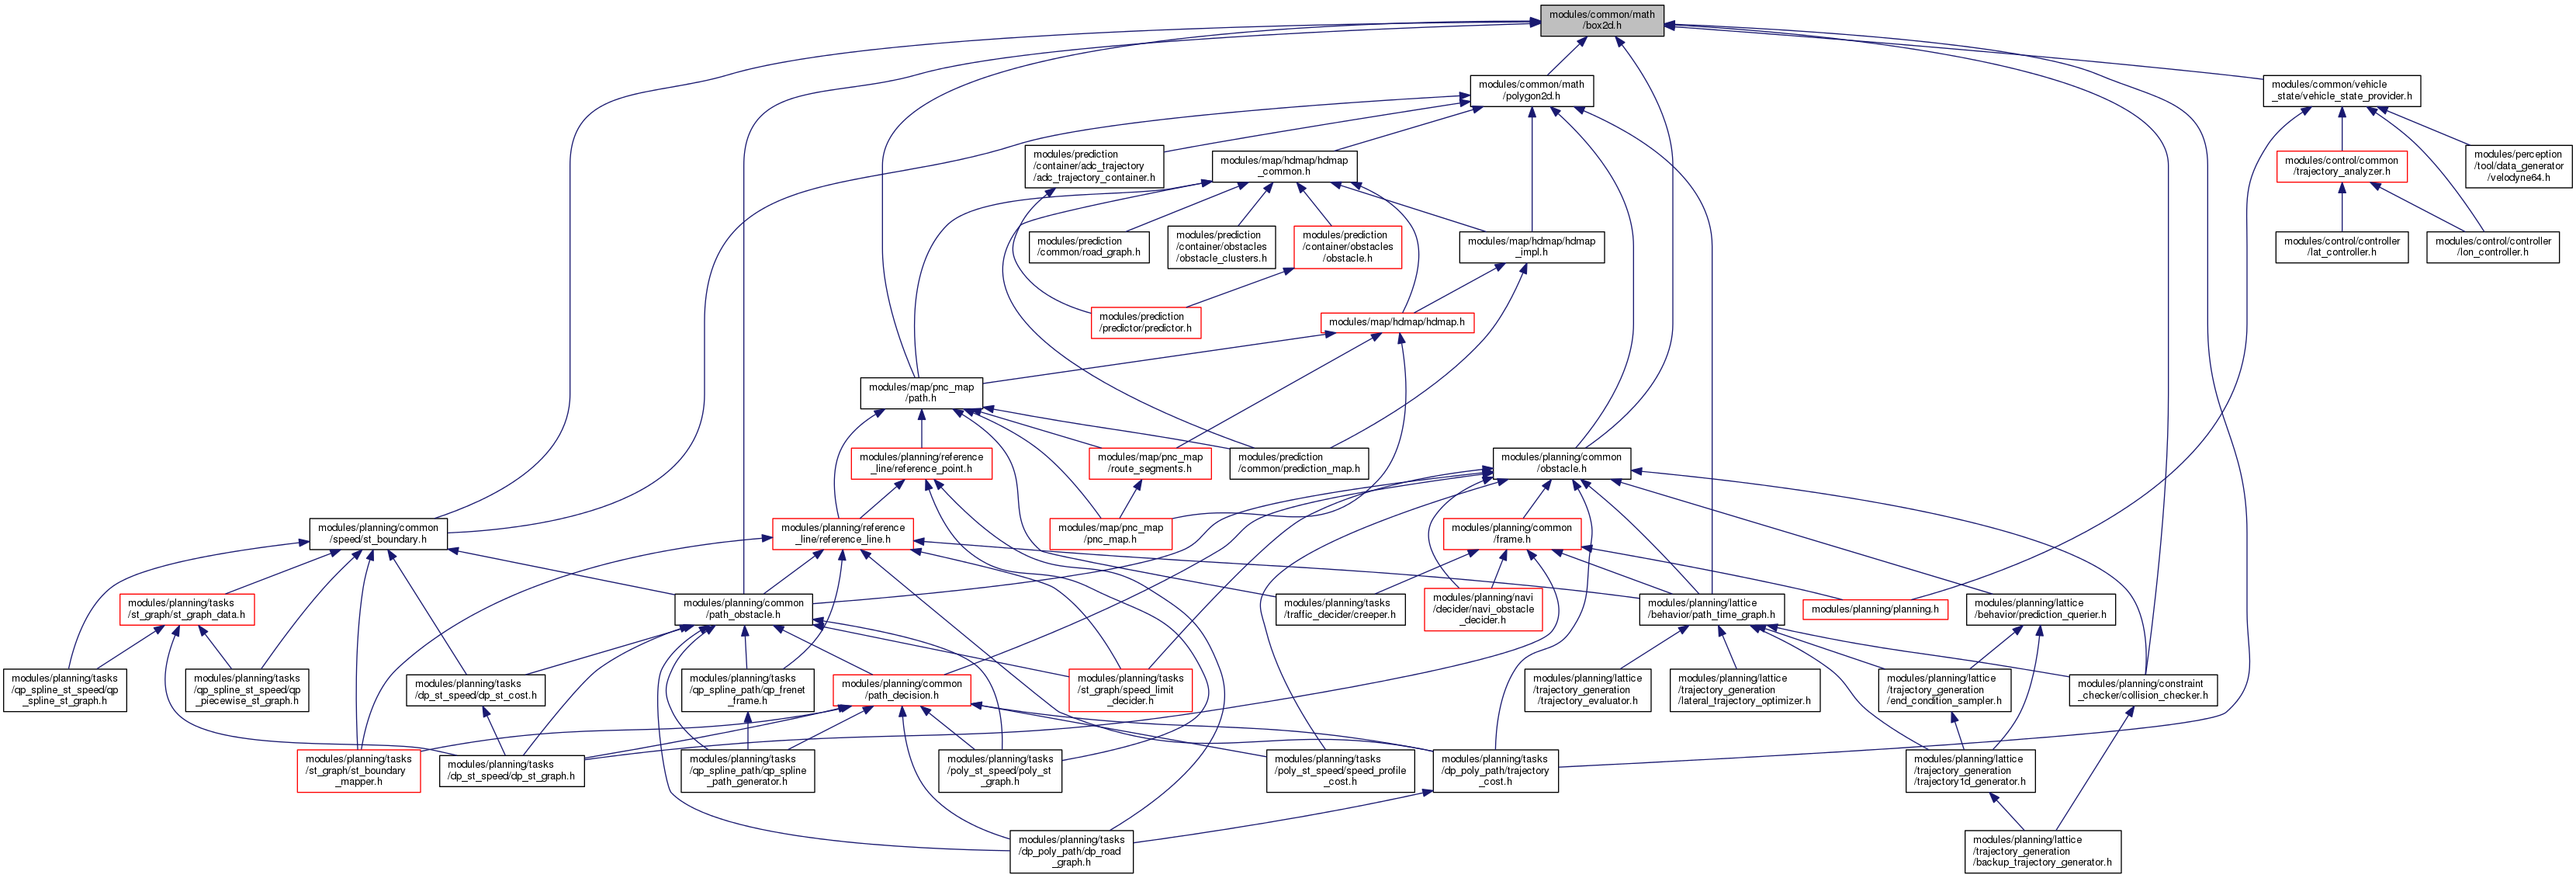 modules/common/math
/box2d.h
modules/common/math
/polygon2d.h
modules/common/vehicle
_state/vehicle_state_provider.h
modules/prediction
/container/adc_trajectory
/adc_trajectory_container.h
modules/map/hdmap/hdmap
_common.h
modules/control/common
/trajectory_analyzer.h
modules/perception
/tool/data_generator
/velodyne64.h
modules/prediction
/common/road_graph.h
modules/prediction
/container/obstacles
/obstacle_clusters.h
modules/prediction
/container/obstacles
/obstacle.h
modules/map/hdmap/hdmap
_impl.h
modules/control/controller
/lat_controller.h
modules/control/controller
/lon_controller.h
modules/prediction
/predictor/predictor.h
modules/map/hdmap/hdmap.h
modules/map/pnc_map
/path.h
modules/planning/reference
_line/reference_point.h
modules/map/pnc_map
/route_segments.h
modules/prediction
/common/prediction_map.h
modules/planning/common
/obstacle.h
modules/planning/common
/speed/st_boundary.h
modules/planning/reference
_line/reference_line.h
modules/map/pnc_map
/pnc_map.h
modules/planning/common
/frame.h
modules/planning/tasks
/st_graph/st_graph_data.h
modules/planning/common
/path_obstacle.h
modules/planning/tasks
/traffic_decider/creeper.h
modules/planning/navi
/decider/navi_obstacle
_decider.h
modules/planning/lattice
/behavior/path_time_graph.h
modules/planning/planning.h
modules/planning/lattice
/behavior/prediction_querier.h
modules/planning/tasks
/qp_spline_st_speed/qp
_spline_st_graph.h
modules/planning/tasks
/qp_spline_st_speed/qp
_piecewise_st_graph.h
modules/planning/tasks
/dp_st_speed/dp_st_cost.h
modules/planning/tasks
/qp_spline_path/qp_frenet
_frame.h
modules/planning/common
/path_decision.h
modules/planning/tasks
/st_graph/speed_limit
_decider.h
modules/planning/lattice
/trajectory_generation
/trajectory_evaluator.h
modules/planning/lattice
/trajectory_generation
/lateral_trajectory_optimizer.h
modules/planning/lattice
/trajectory_generation
/end_condition_sampler.h
modules/planning/constraint
_checker/collision_checker.h
modules/planning/tasks
/st_graph/st_boundary
_mapper.h
modules/planning/tasks
/dp_st_speed/dp_st_graph.h
modules/planning/tasks
/qp_spline_path/qp_spline
_path_generator.h
modules/planning/tasks
/poly_st_speed/poly_st
_graph.h
modules/planning/tasks
/poly_st_speed/speed_profile
_cost.h
modules/planning/tasks
/dp_poly_path/trajectory
_cost.h
modules/planning/lattice
/trajectory_generation
/trajectory1d_generator.h
modules/planning/tasks
/dp_poly_path/dp_road
_graph.h
modules/planning/lattice
/trajectory_generation
/backup_trajectory_generator.h